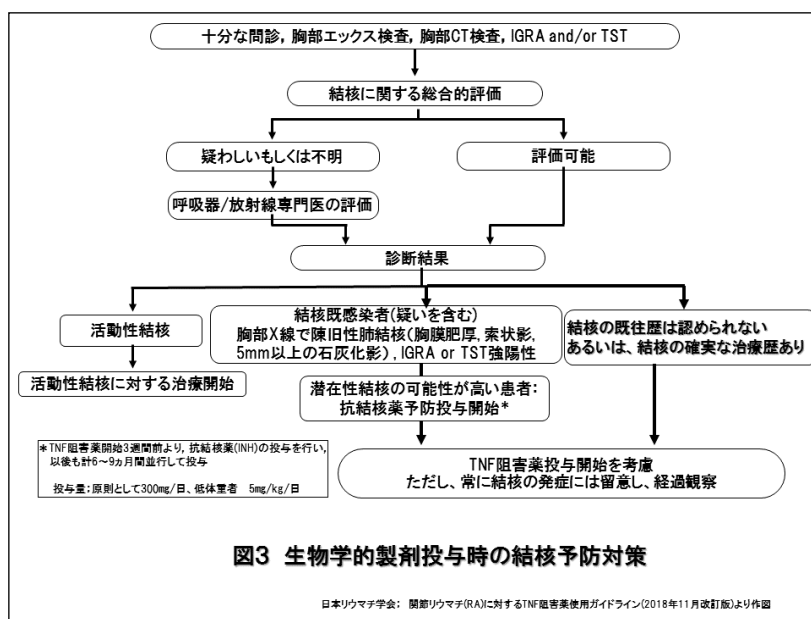 十分な問診, 胸部エックス検査, 胸部CT検査, IGRA and/or TST
結核に関する総合的評価
疑わしいもしくは不明
評価可能
呼吸器/放射線専門医の評価
診断結果
活動性結核
活動性結核に対する治療開始
結核既感染者(疑いを含む)
胸部X線で陳旧性肺結核(胸膜肥厚, 索状影,
5mm以上の石灰化影) , IGRA or TST強陽性
潜在性結核の可能性が高い患者:
抗結核薬予防投与開始*
結核の既往歴は認められない
あるいは、結核の確実な治療歴あり
*TNF阻害薬開始3週間前より, 抗結核薬(INH)の投与を行い,
以後も計6~9ヵ月間並行して投与
投与量:原則として300mg/日、低体重者 5mg/kg/日
TNF阻害薬投与開始を考慮
ただし、常に結核の発症には留意し、経過観察
図3 生物学的製剤投与時の結核予防対策
日本リウマチ学会; 関節リウマチ(RA)に対するTNF阻害薬使用ガイドライン(2018年11月改訂版)より作図